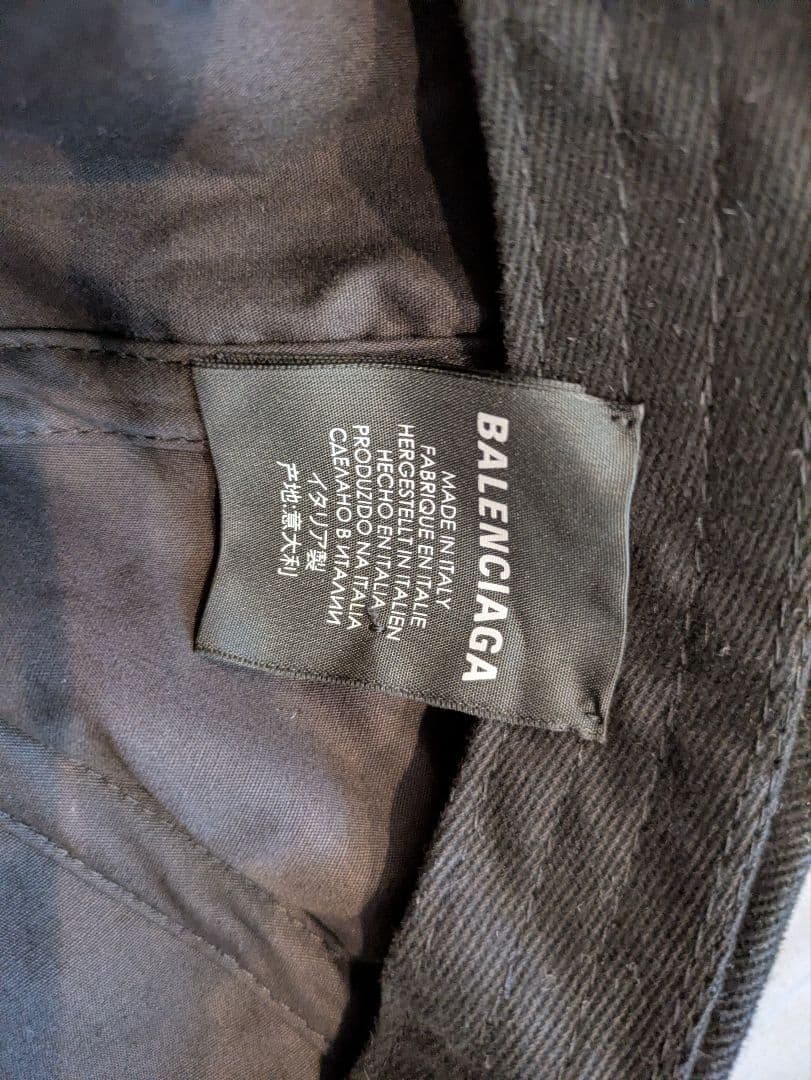 BALENCIAGA
MADE IN ITALY
FABRIQUE EN ITALIE
HERGESTELLT IN ITALIEN
HECHO EN ITALIA
PRODUZIDO NA ITALIA
СДЕЛАНО В ИТАЛИИ
イタリア製
产地:意大利